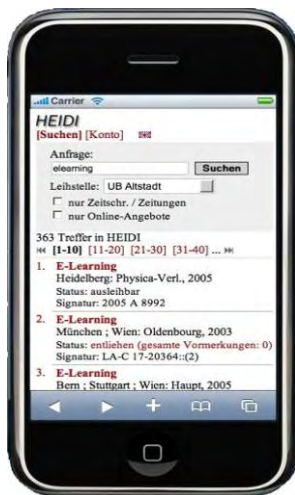 Carrier
HEIDI
[Suchen] [Konto]
Anfrage:
elearning Suchen
Leihstelle: UB Altstadt
nur Zeitschr. / Zeitungen
nur Online-Angebote
363 Treffer in HEIDI
[1-10] [11-20] [21-30] [31-40] ...
1. E-Learning
Heidelberg: Physica-Verl., 2005
Status: ausleihbar
Signatur: 2005 A 8992
2. E-Learning
München ; Wien: Oldenbourg, 2003
Status: entliehen (gesamte Vormerkungen: 0)
Signatur: LA-C 17-20364::(2)
3. E-Learning
Bern ; Stuttgart ; Wien: Haupt, 2005